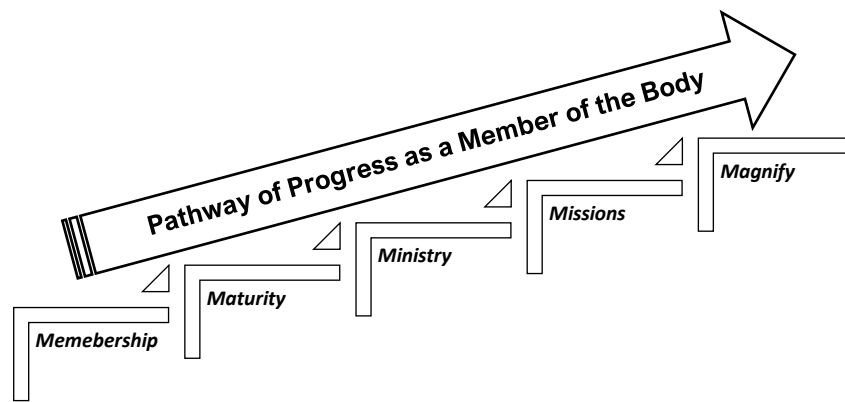 Pathway of Progress as a Member of the Body
Magnify
Missions
Ministry
Maturity
Memebership